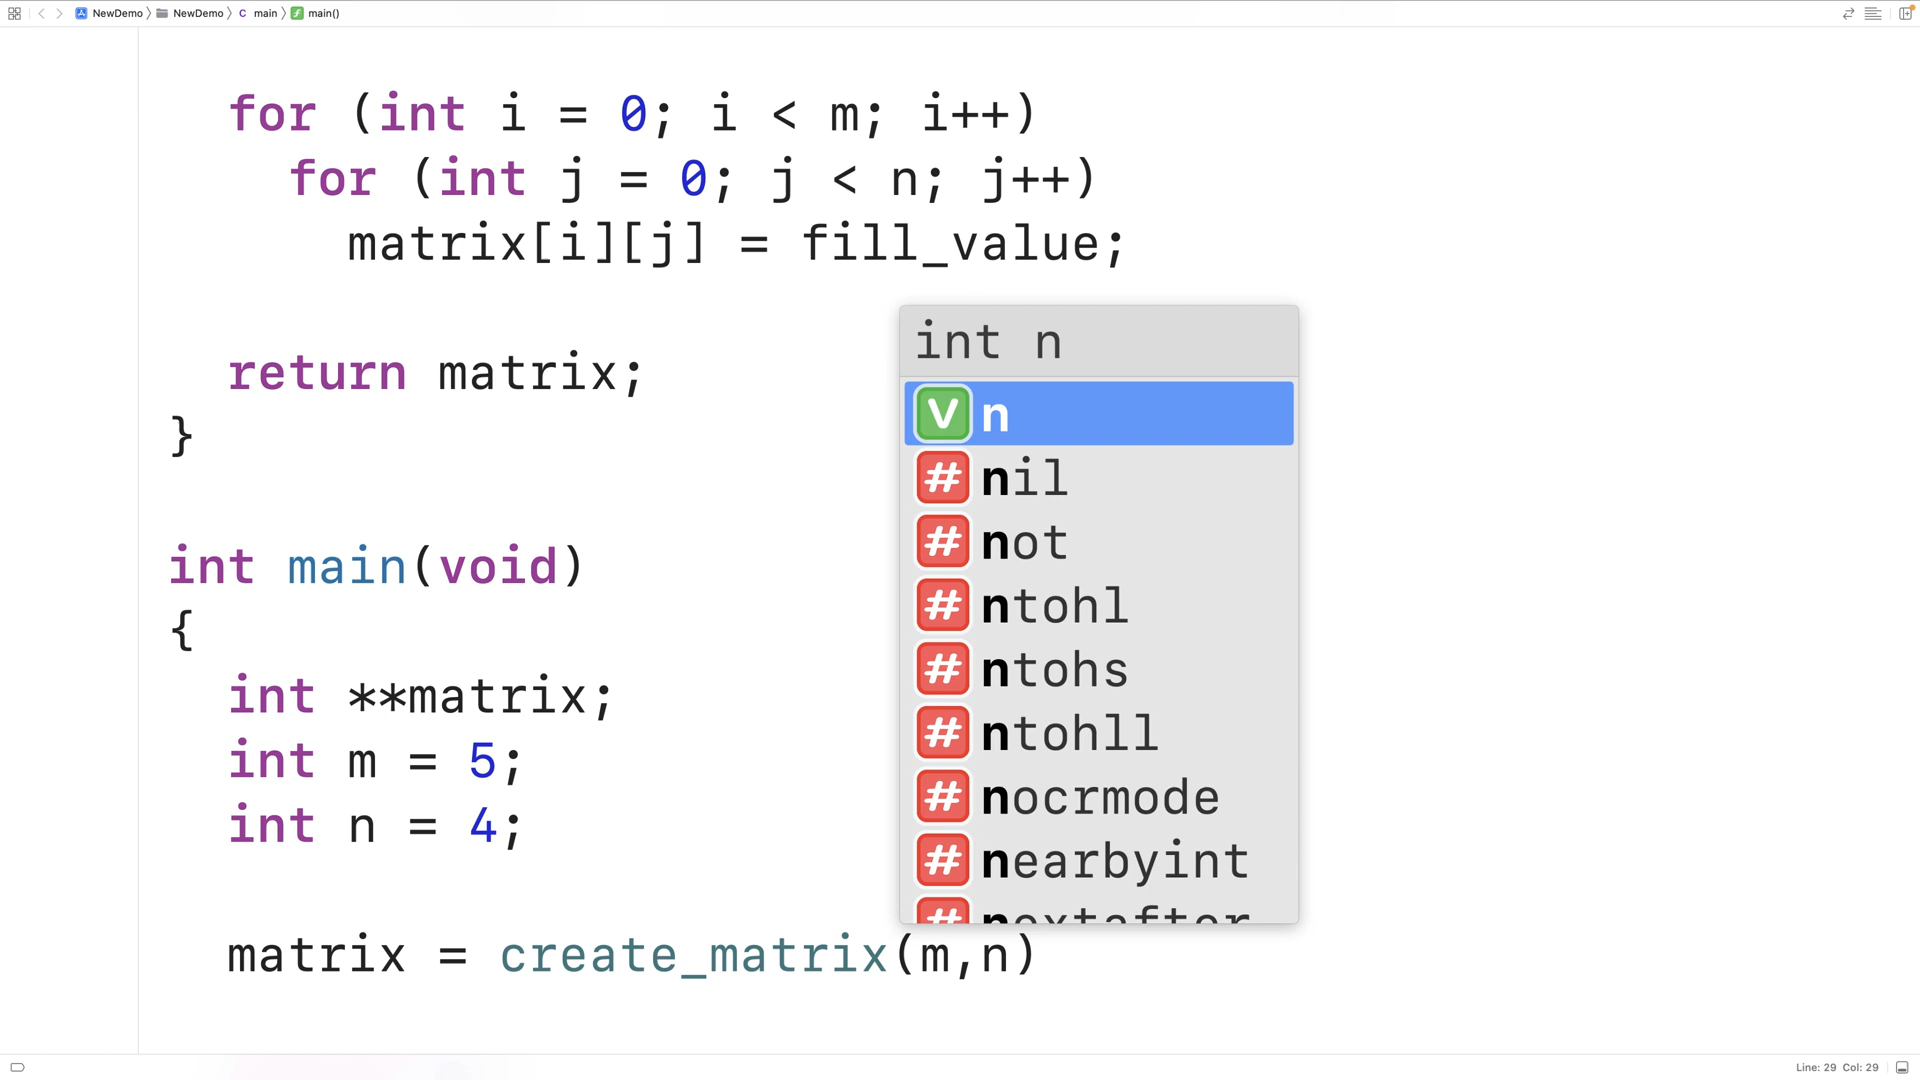 NewDemo NewDemo C main f main()
for (int i = 0; i < m; i++)
for (int j = 0; j < n; j++)
matrix[i][j] = fill_value;
return matrix;
}
int main(void)
{
int **matrix;
int m = 5;
int n = 4;
matrix = create_matrix(m,n)
int n
V n
# nil
# not
# ntohl
# ntohs
# ntohll
# nocrmode
# nearbyint
# nextafter
Line: 29 Col: 29